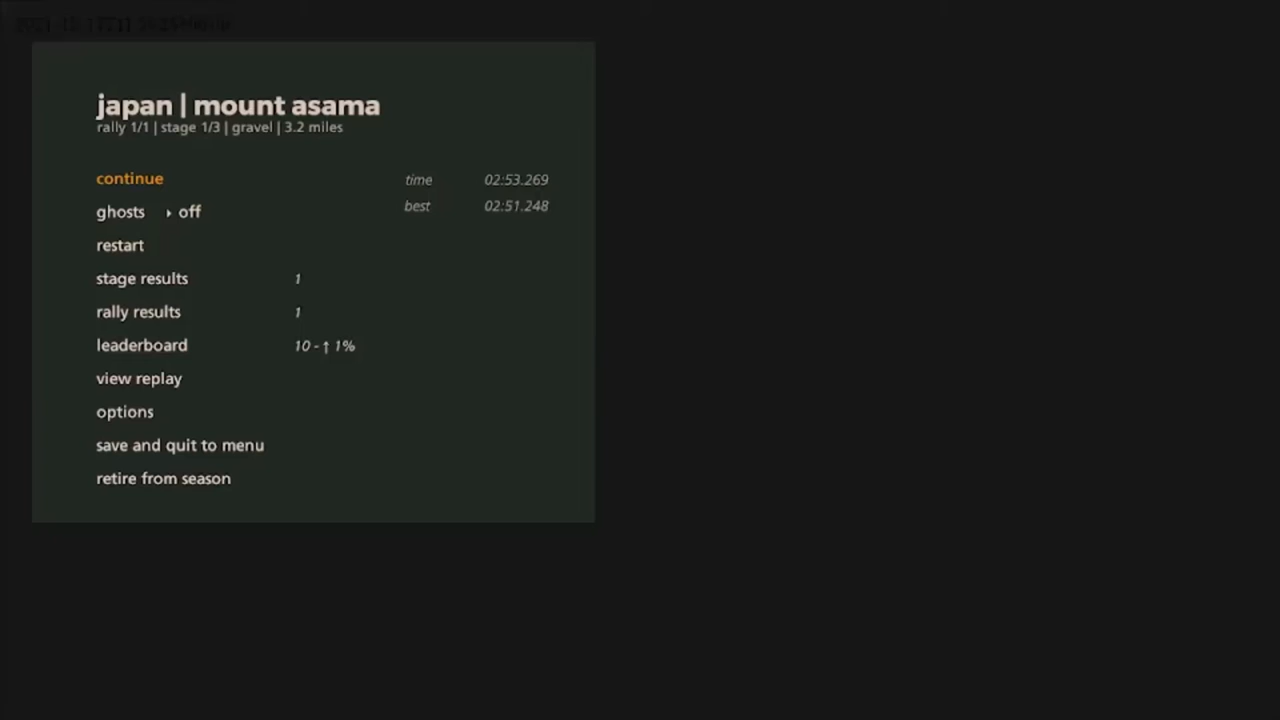 japan | mount asama
rally 1/1 | stage 1/3 | gravel | 3.2 miles
continue
time 02:53.269
best 02:51.248
ghosts ‣ off
restart
stage results 1
rally results 1
leaderboard 10 - ↑ 1%
view replay
options
save and quit to menu
retire from season